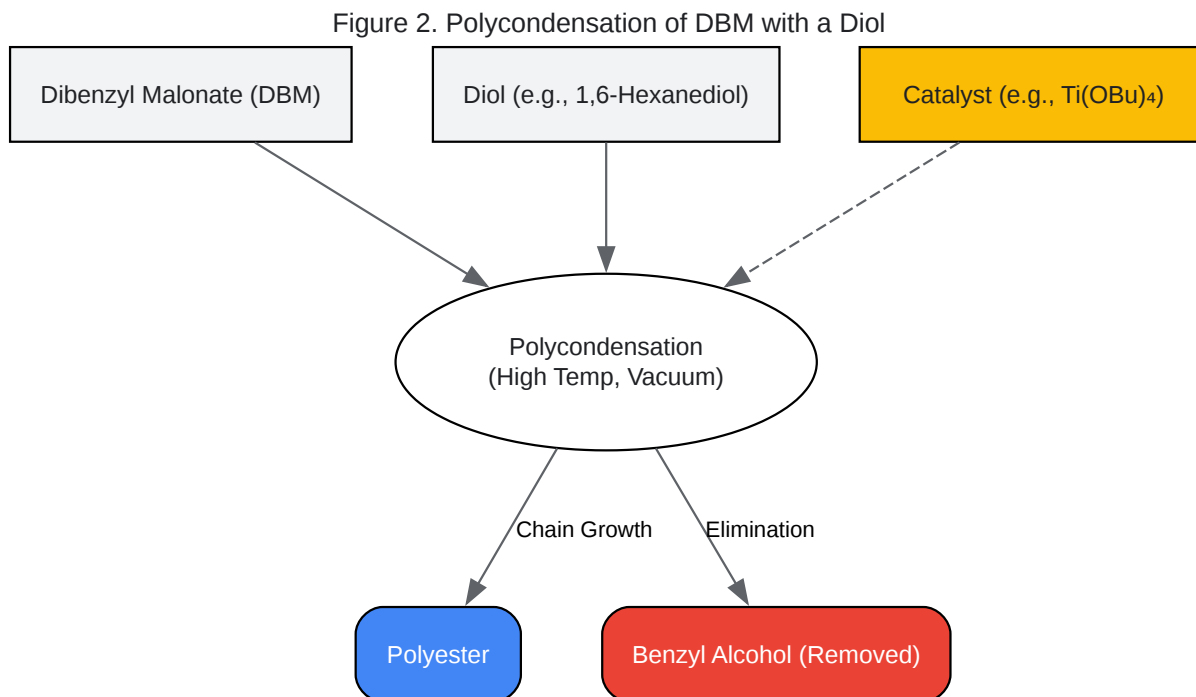 Figure 2. Polycondensation of DBM with a Diol
Dibenzyl Malonate (DBM)
Diol (e.g., 1,6-Hexanediol)
Catalyst (e.g., Ti(OBu)₄)
Polycondensation
(High Temp, Vacuum)
Chain Growth
Elimination
Polyester
Benzyl Alcohol (Removed)